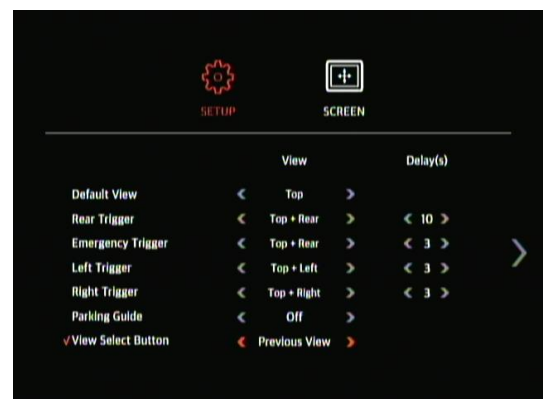 SETUP SCREEN
View Delay(s)
Default View Top
Rear Trigger Top + Rear 10
Emergency Trigger Top + Rear 3
Left Trigger Top + Left 3
Right Trigger Top + Right 3
Parking Guide Off
✓View Select Button Previous View